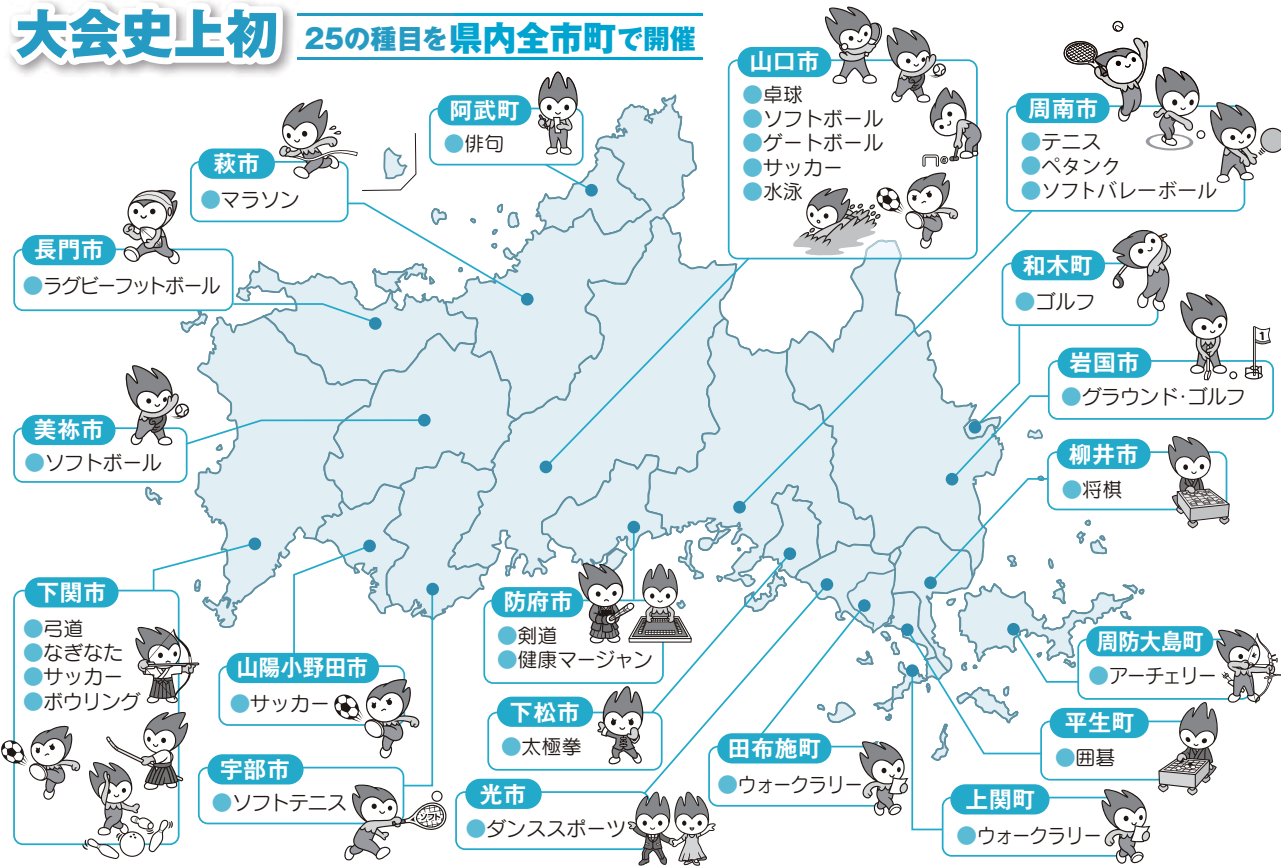 大会史上初
25の種目を県内全市町で開催
阿武町
●俳句
萩市
●マラソン
長門市
●ラグビーフットボール
美祢市
●ソフトボール
下関市
●弓道
●なぎなた
●サッカー
●ボウリング
山陽小野田市
●サッカー
宇部市
●ソフトテニス
ソフト
防府市
●剣道
●健康マージャン
下松市
●太極拳
光市
●ダンススポーツ
田布施町
●ウォークラリー
上関町
●ウォークラリー
平生町
●囲碁
周防大島町
●アーチェリー
柳井市
●将棋
岩国市
●グラウンド・ゴルフ
1
和木町
●ゴルフ
周南市
●テニス
●ペタンク
●ソフトバレーボール
山口市
●卓球
●ソフトボール
●ゲートボール
●サッカー
●水泳